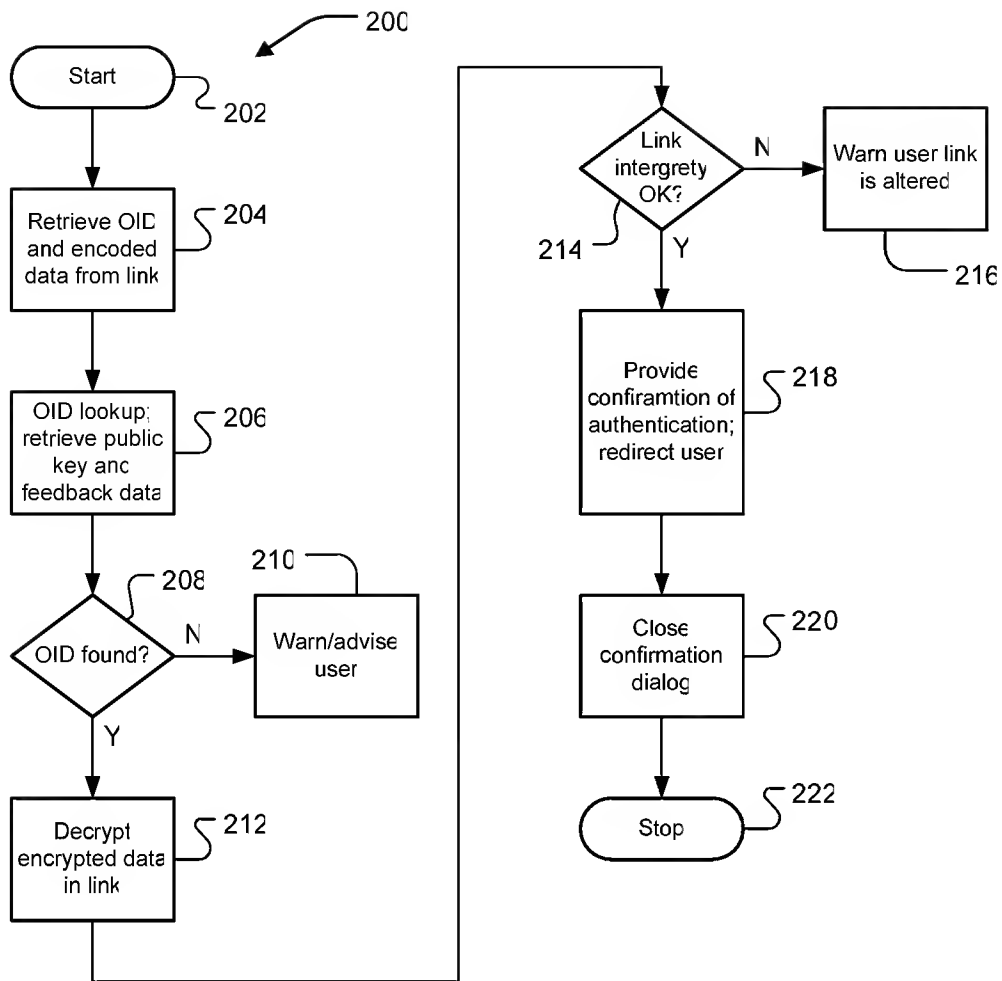 200
Start
202
Retrieve OID
and encoded
data from link
204
OID lookup;
retrieve public
key and
feedback data
206
208
OID found?
N
Y
210
Warn/advise
user
Decrypt
encrypted data
in link
212
Link
intergrety
OK?
N
Y
214
Warn user link
is altered
216
Provide
confiramtion of
authentication;
redirect user
218
Close
confirmation
dialog
220
Stop
222